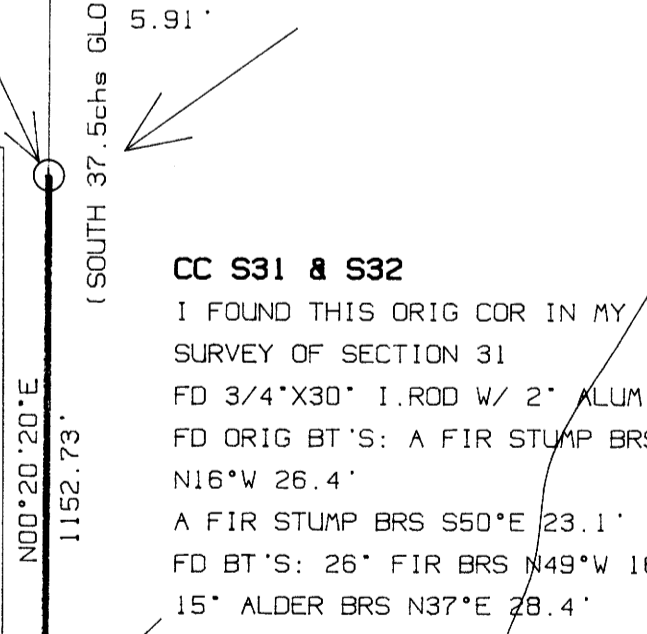 5.91'
(SOUTH 37.5chs GLO
CC S31 & S32
I FOUND THIS ORIG COR IN MY
SURVEY OF SECTION 31
FD 3/4"X30" I.ROD W/ 2" ALUM
FD ORIG BT'S: A FIR STUMP BRS
N16°W 26.4'
A FIR STUMP BRS S50°E 23.1'
FD BT'S: 26" FIR BRS N49°W 16
15" ALDER BRS N37°E 28.4'
N00°20'20"E
1152.73'